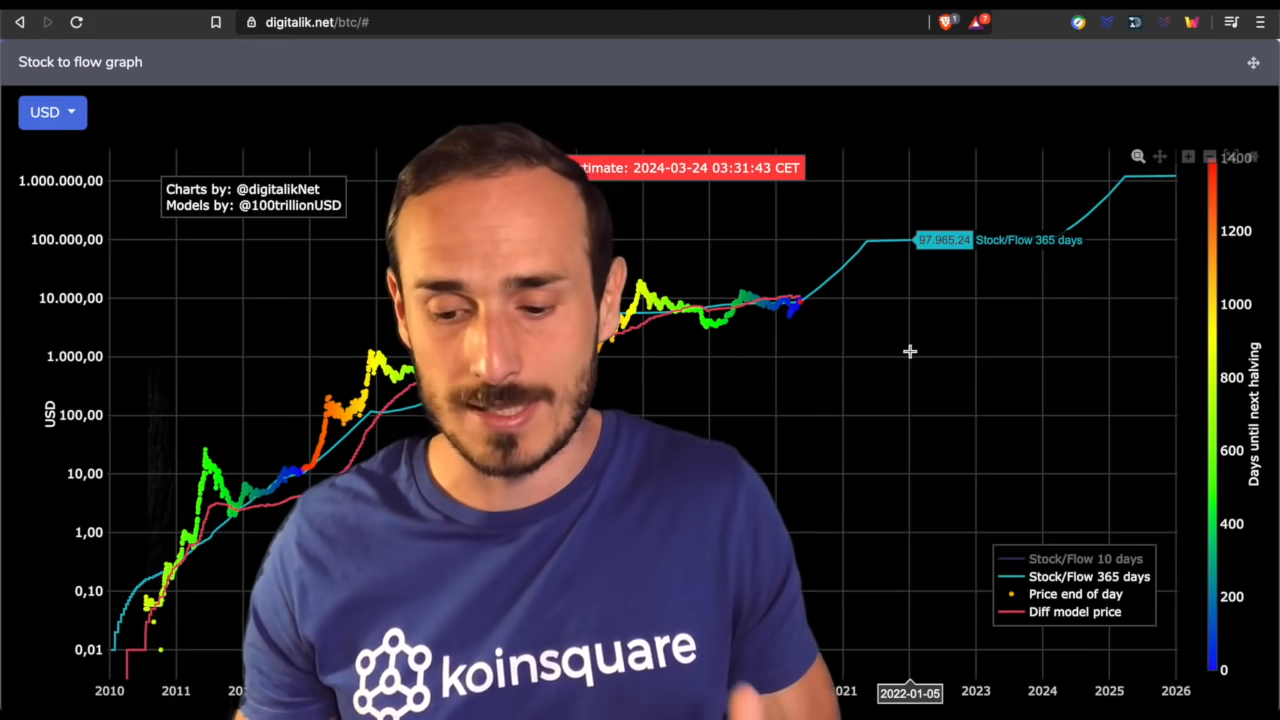 digitalik.net/btc/#
1
7
Stock to flow graph
USD
timate: 2024-03-24 03:31:43 CET
Charts by: @digitalikNet
Models by: @100trillionUSD
1.000.000,00
100.000,00
10.000,00
1.000,00
100,00
10,00
1,00
0,10
0,01
USD
97.965,24 Stock/Flow 365 days
1400
1200
1000
800
600
400
200
0
Days until next halving
Stock/Flow 10 days
Stock/Flow 365 days
Price end of day
Diff model price
koinsquare
2010 2011 20 021 2022-01-05 2023 2024 2025 2026